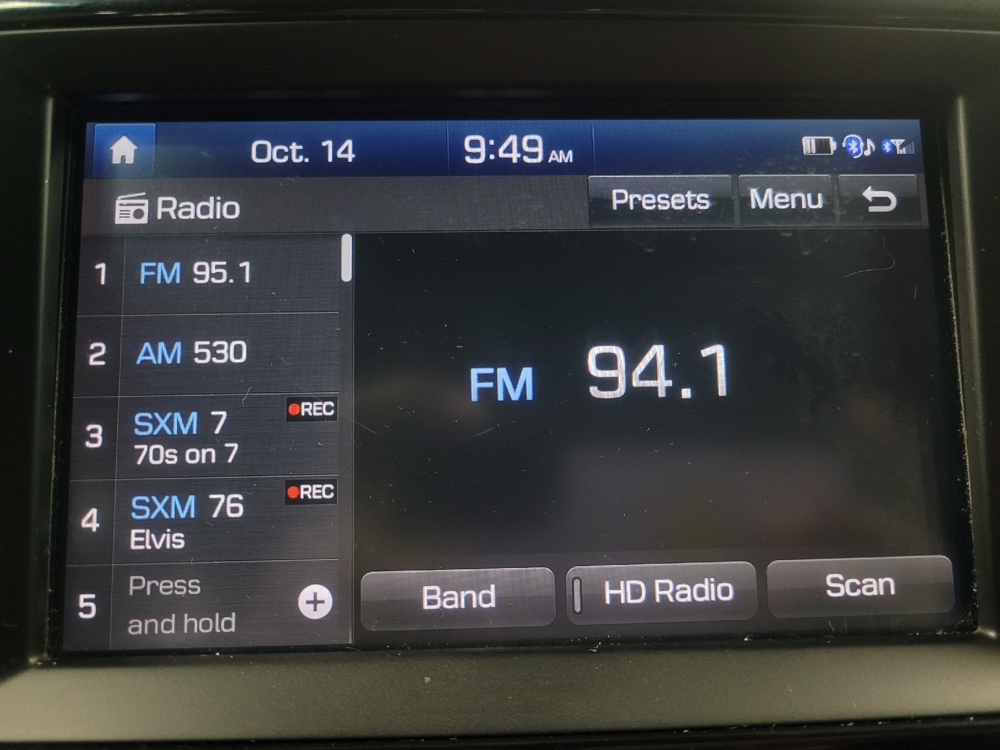 Oct. 14
9:49 AM
Radio
Presets
Menu
1 FM 95.1
2 AM 530
3 SXM 7 REC
70s on 7
4 SXM 76 REC
Elvis
5 Press
and hold
FM 94.1
Band
HD Radio
Scan